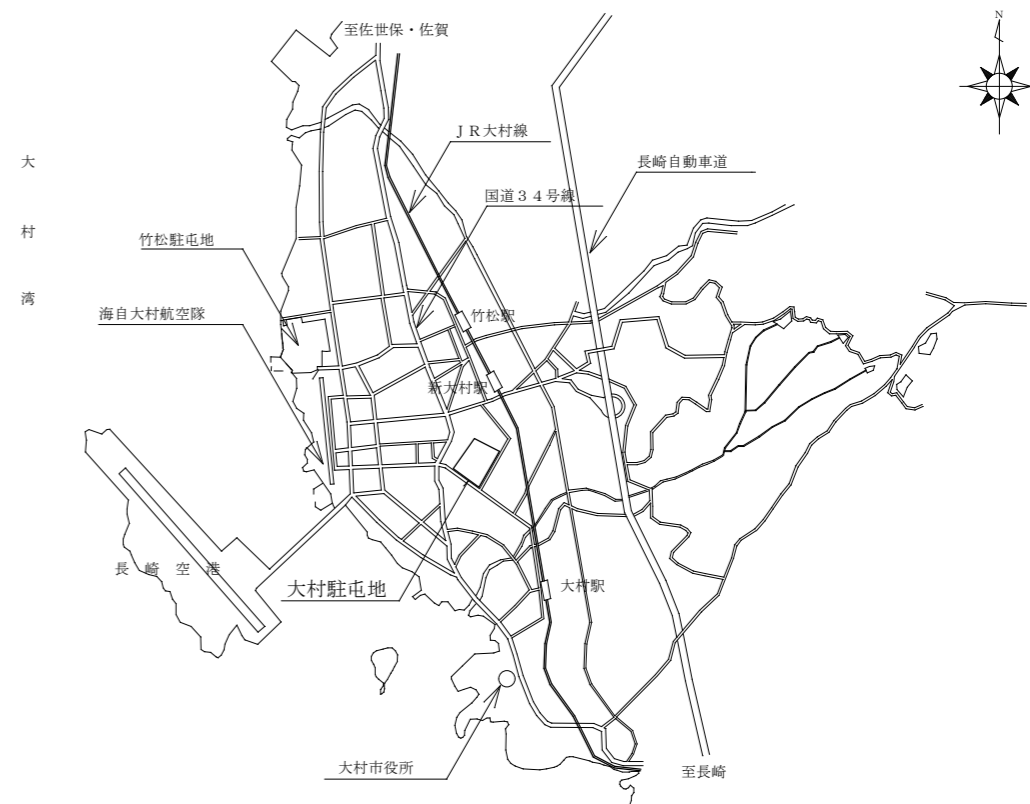 N
至佐世保・佐賀
ＪＲ大村線
長崎自動車道
国道３４号線
大村湾
竹松駐屯地
海自大村航空隊
竹松駅
新大村駅
長崎空港
大村駐屯地
大村駅
大村市役所
至長崎